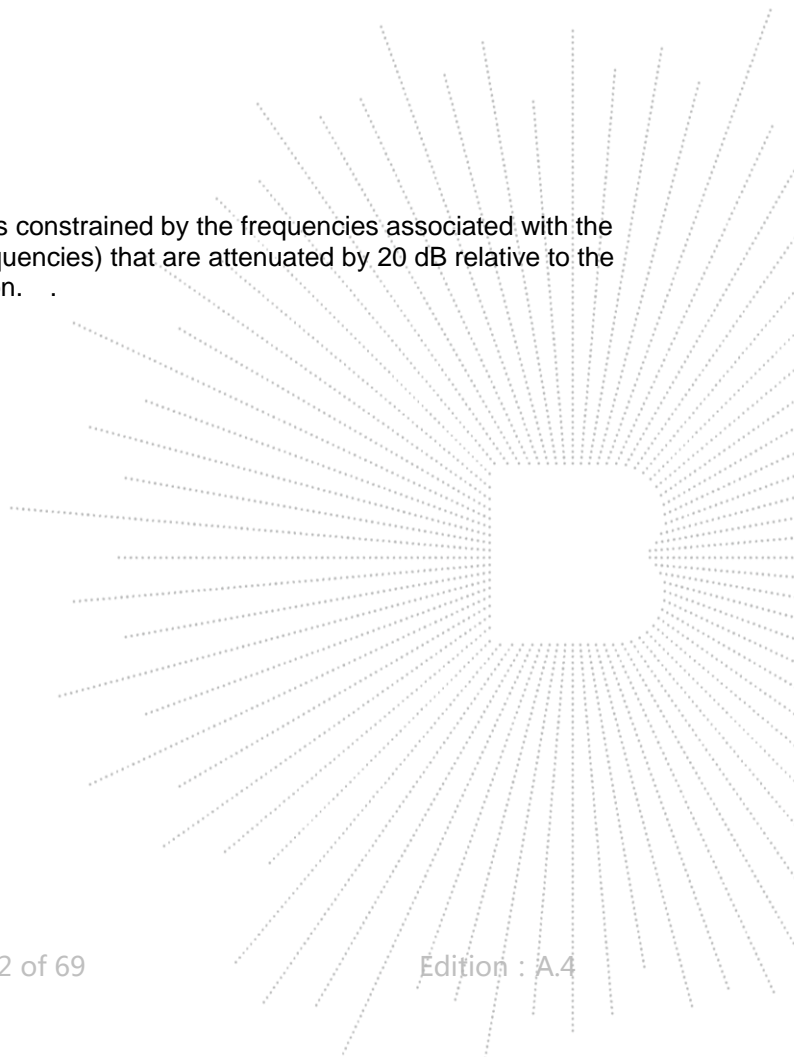 s constrained by the frequencies associated with the
quencies) that are attenuated by 20 dB relative to the
n. .
2 of 69 Edition : A.4